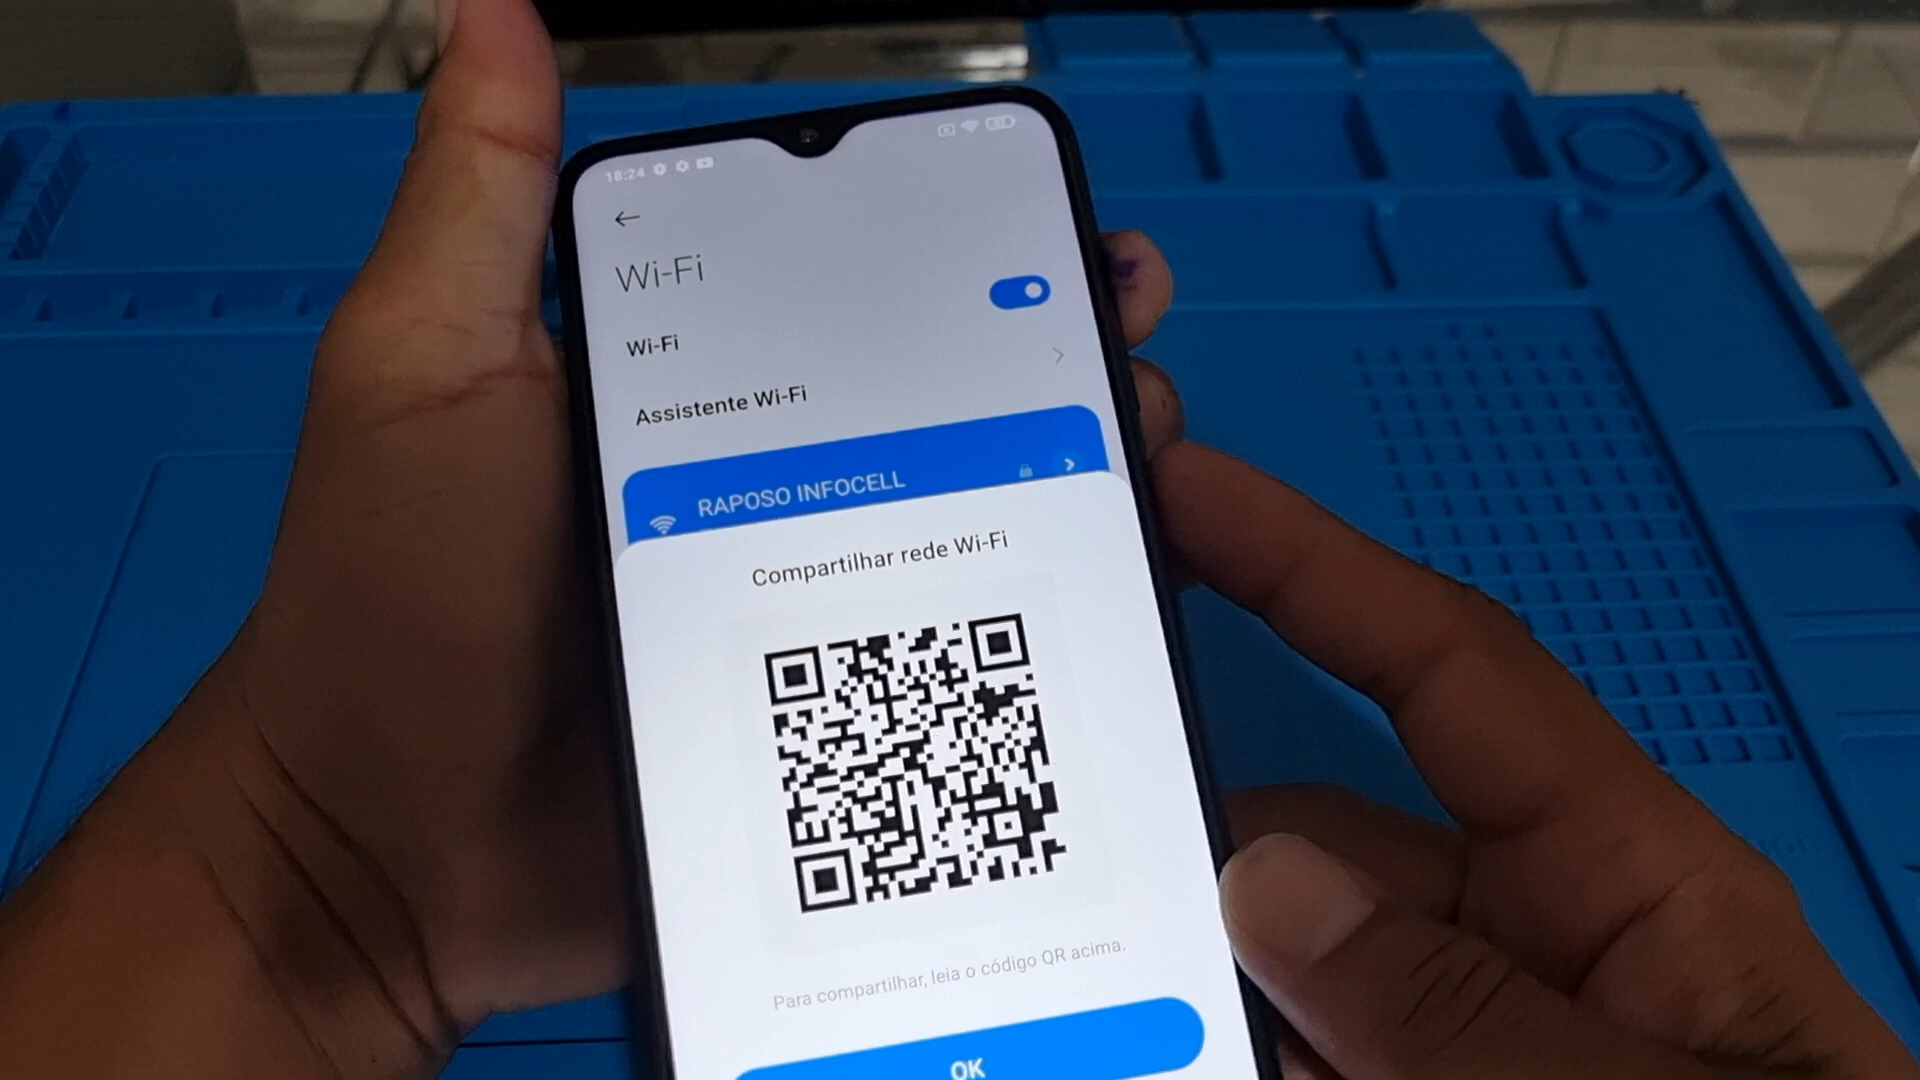 18:24
Wi-Fi
Wi-Fi
Assistente Wi-Fi
RAPOSO INFOCELL
Compartilhar rede Wi-Fi
Para compartilhar, leia o código QR acima.
OK